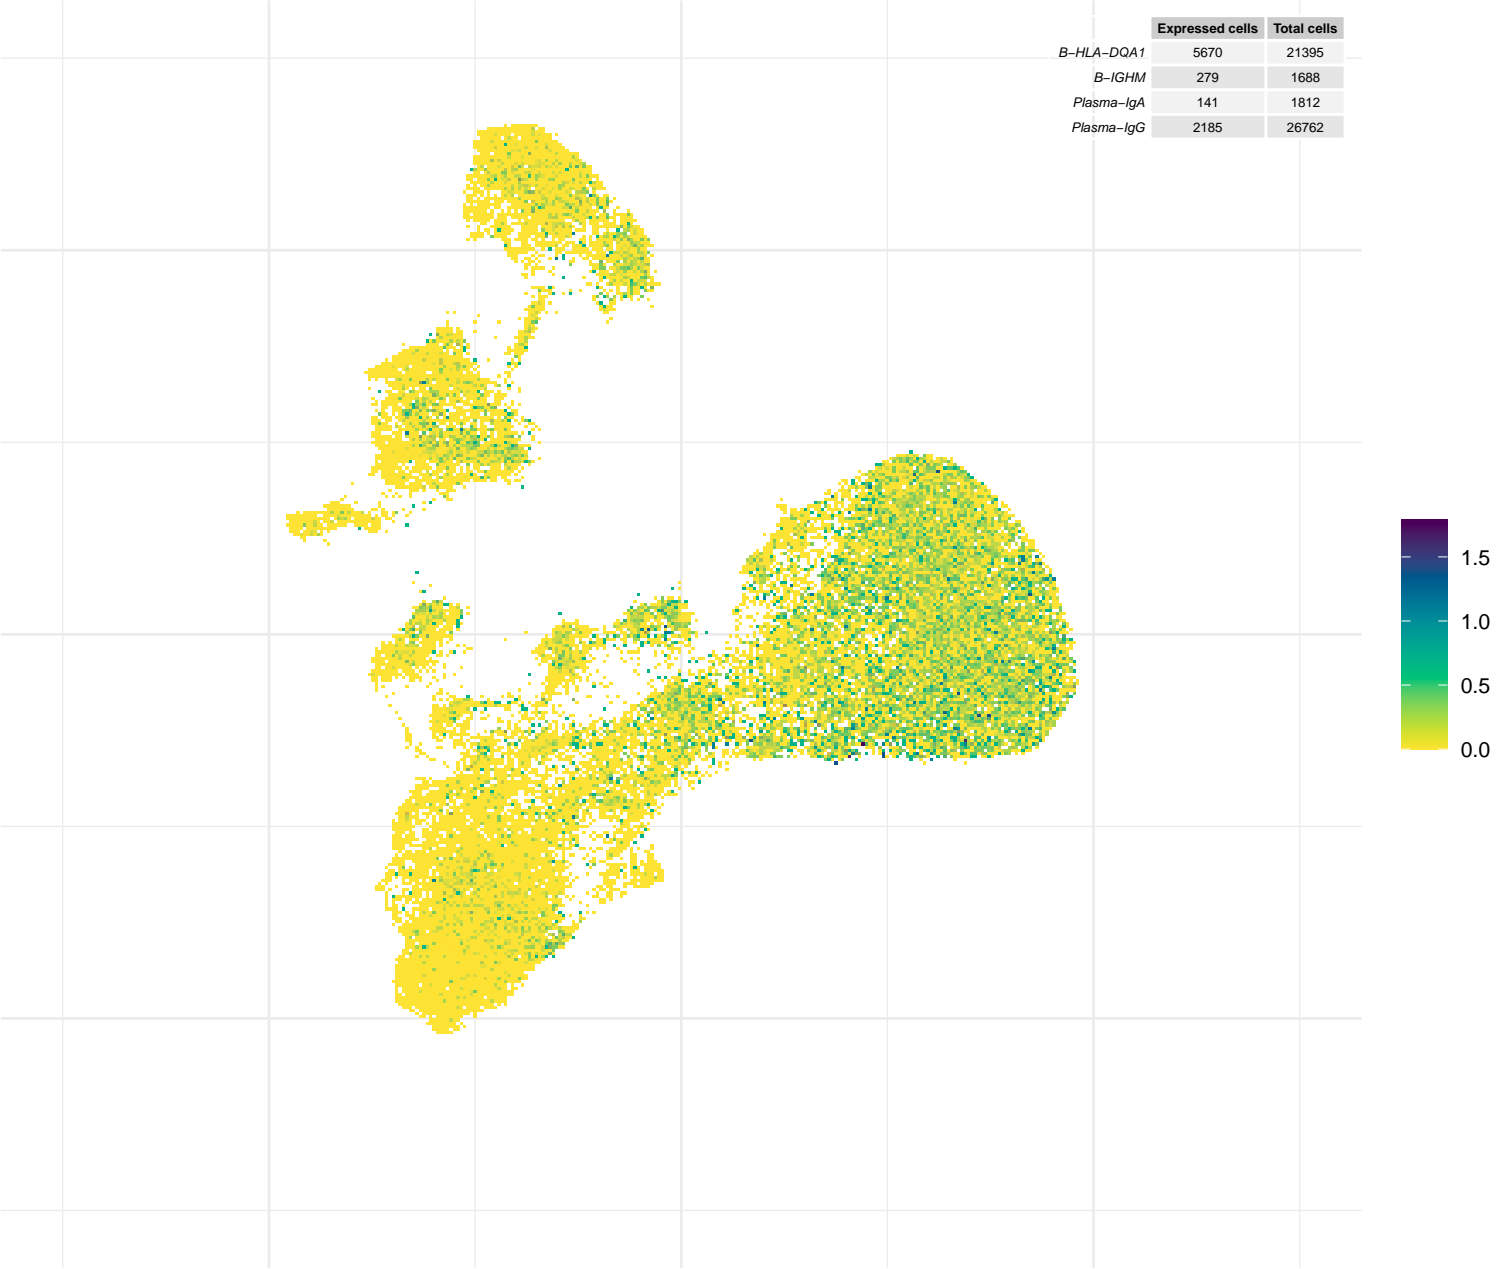 Expressed cells Total cells
B−HLA−DQA1 5670 21395
B−IGHM 279 1688
Plasma−IgA 141 1812
Plasma−IgG 2185 26762
1.5
1.0
0.5
0.0